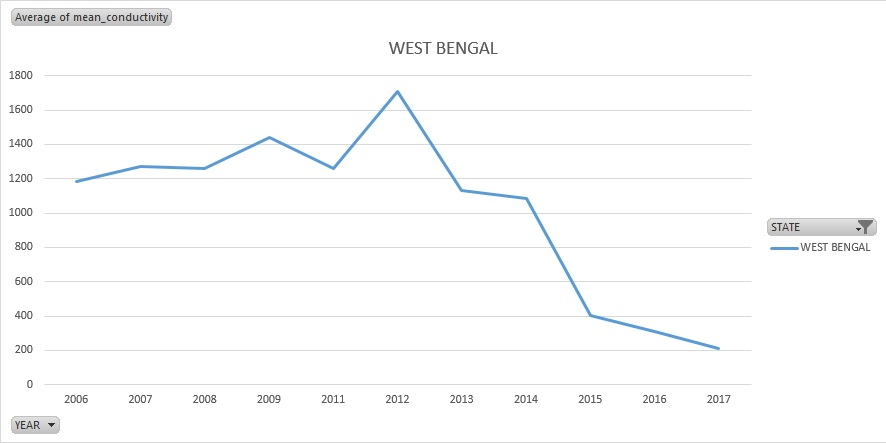 Average of mean_conductivity
WEST BENGAL
1800
1600
1400
1200
1000
800
600
400
200
0
2006 2007 2008 2009 2011 2012 2013 2014 2015 2016 2017
STATE
WEST BENGAL
YEAR